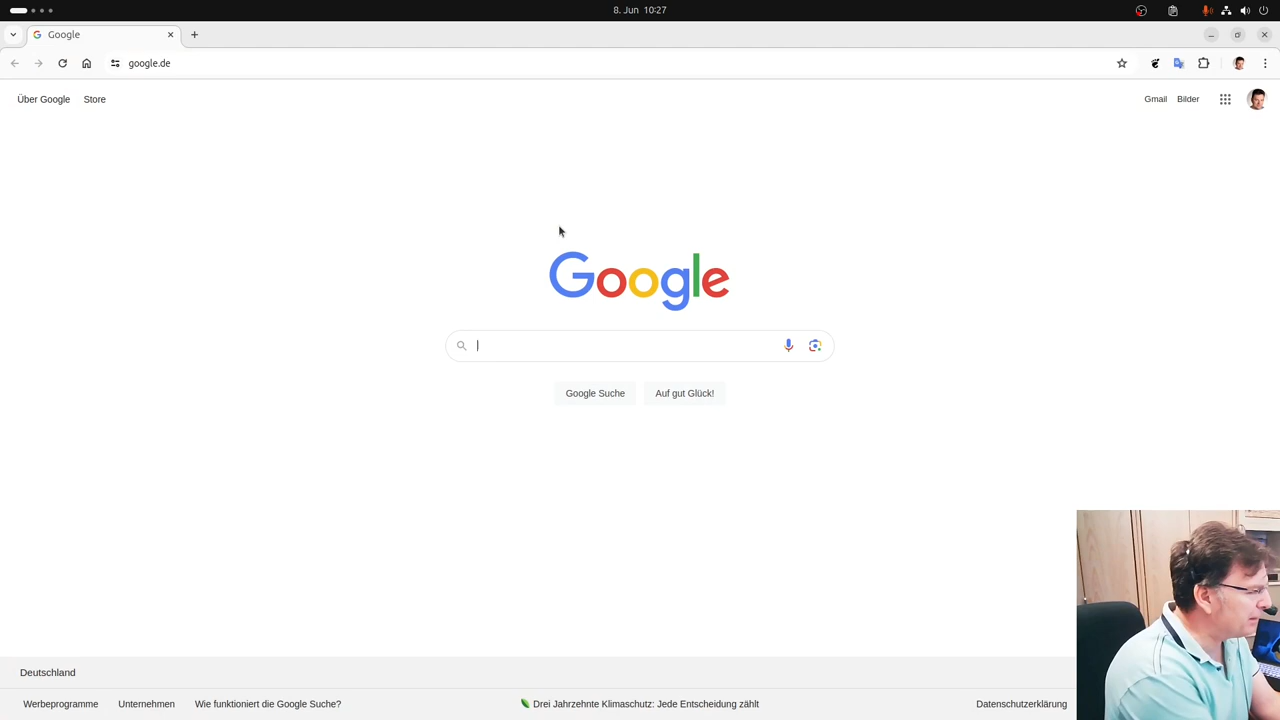 8. Jun 10:27
Google
google.de
Über Google Store
Gmail Bilder
Google
Google Suche Auf gut Glück!
Deutschland
Werbeprogramme Unternehmen Wie funktioniert die Google Suche? Drei Jahrzehnte Klimaschutz: Jede Entscheidung zählt Datenschutzerklärung